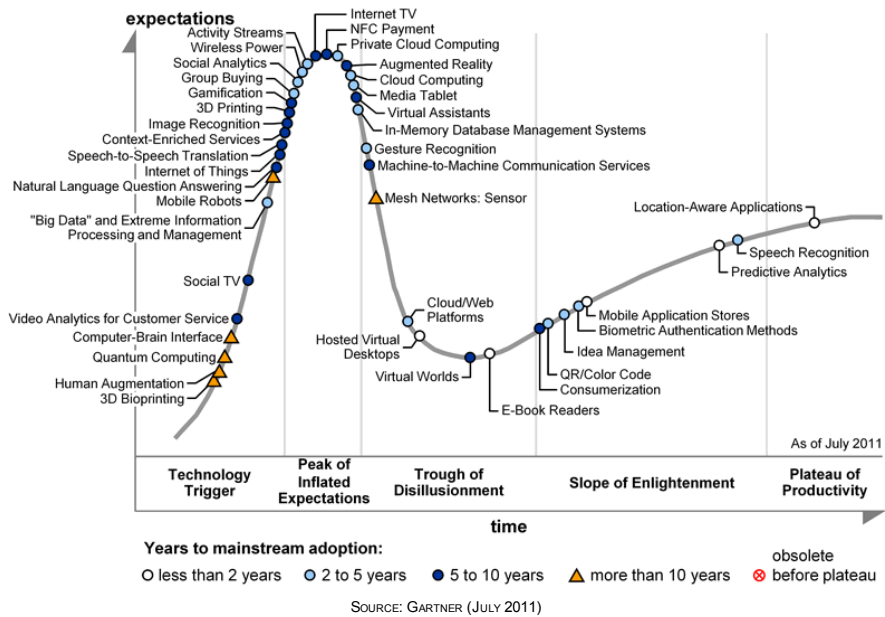 expectations
Activity Streams
Wireless Power
Social Analytics
Group Buying
Gamification
3D Printing
Image Recognition
Context-Enriched Services
Speech-to-Speech Translation
Internet of Things
Natural Language Question Answering
Mobile Robots
"Big Data" and Extreme Information
Processing and Management
Social TV
Video Analytics for Customer Service
Computer-Brain Interface
Quantum Computing
Human Augmentation
3D Bioprinting
Internet TV
NFC Payment
Private Cloud Computing
Augmented Reality
Cloud Computing
Media Tablet
Virtual Assistants
In-Memory Database Management Systems
Gesture Recognition
Machine-to-Machine Communication Services
Mesh Networks: Sensor
Cloud/Web
Platforms
Hosted Virtual
Desktops
Virtual Worlds
E-Book Readers
Location-Aware Applications
Speech Recognition
Predictive Analytics
Mobile Application Stores
Biometric Authentication Methods
Idea Management
QR/Color Code
Consumerization
As of July 2011
Technology
Trigger
Peak of
Inflated
Expectations
Trough of
Disillusionment
Slope of Enlightenment
Plateau of
Productivity
time
Years to mainstream adoption:
less than 2 years
2 to 5 years
5 to 10 years
more than 10 years
obsolete
before plateau
SOURCE: GARTNER (JULY 2011)